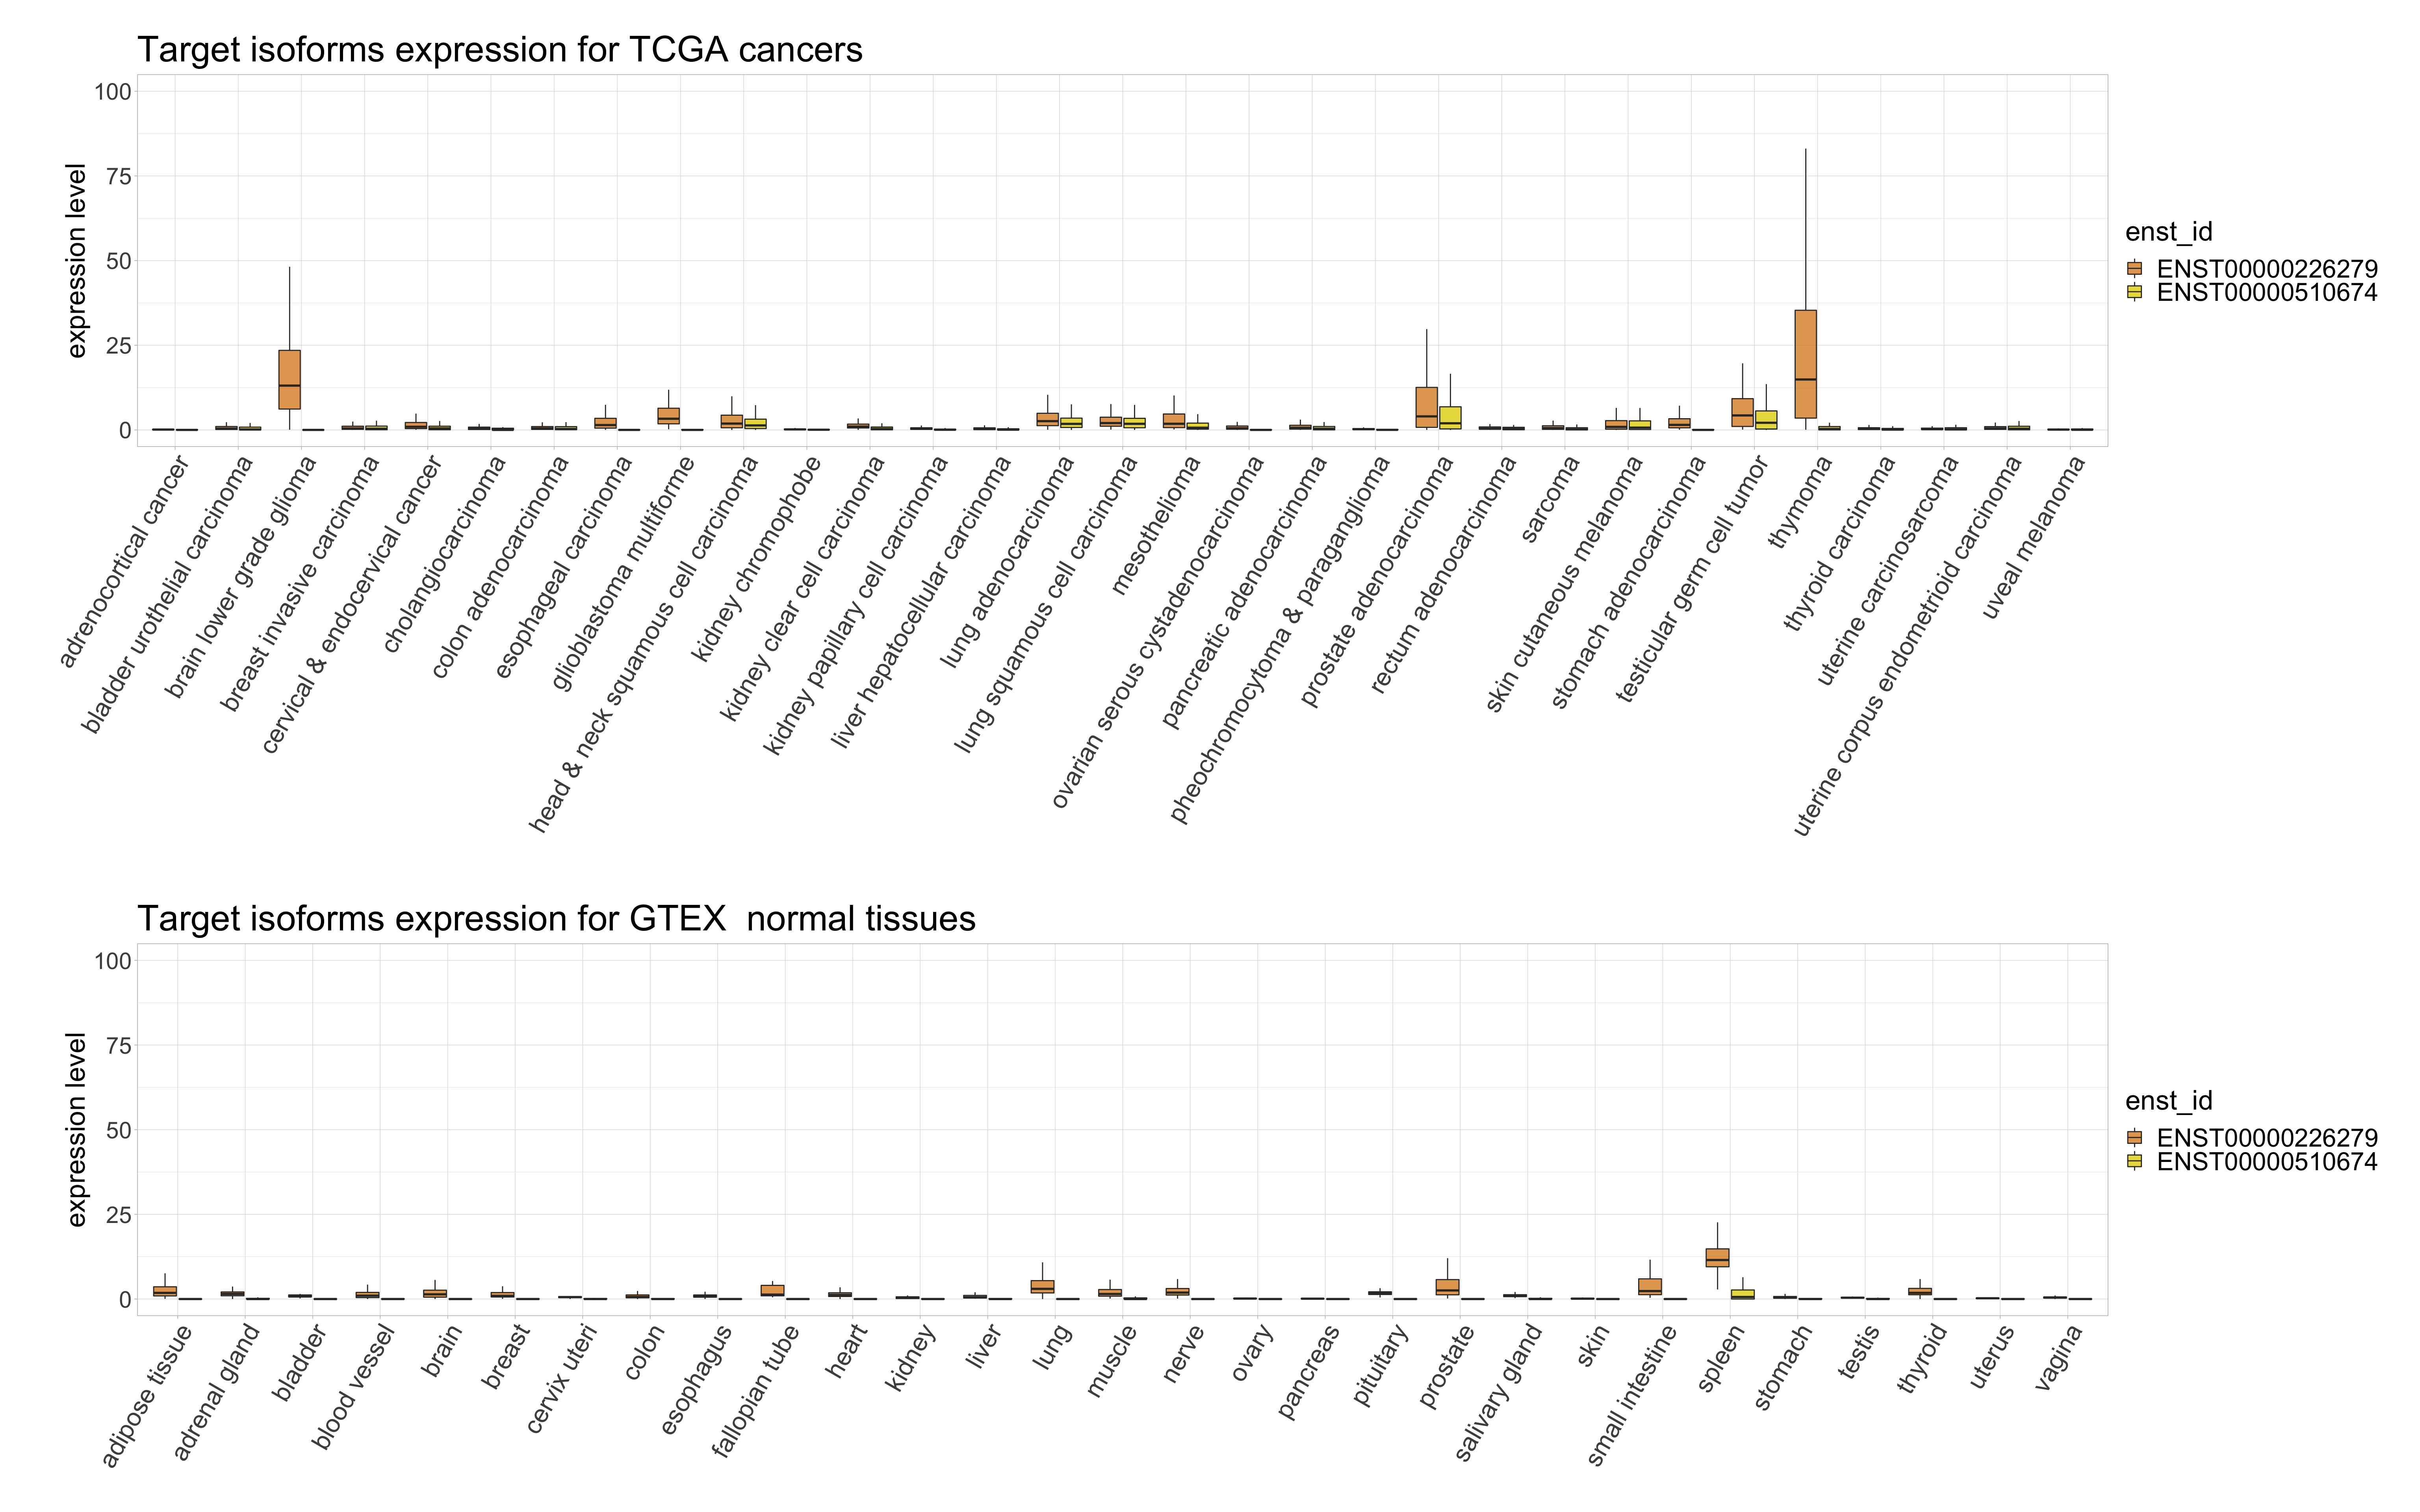 Target isoforms expression for TCGA cancers
expression level
100
75
50
25
0
adrenocortical cancer
bladder urothelial carcinoma
brain lower grade glioma
breast invasive carcinoma
cervical & endocervical cancer
cholangiocarcinoma
colon adenocarcinoma
esophageal carcinoma
glioblastoma multiforme
head & neck squamous cell carcinoma
kidney chromophobe
kidney clear cell carcinoma
kidney papillary cell carcinoma
liver hepatocellular carcinoma
lung adenocarcinoma
lung squamous cell carcinoma
mesothelioma
ovarian serous cystadenocarcinoma
pancreatic adenocarcinoma
pheochromocytoma & paraganglioma
prostate adenocarcinoma
rectum adenocarcinoma
sarcoma
skin cutaneous melanoma
stomach adenocarcinoma
testicular germ cell tumor
thymoma
thyroid carcinoma
uterine carcinosarcoma
uterine corpus endometrioid carcinoma
uveal melanoma
enst_id
ENST00000226279
ENST00000510674
Target isoforms expression for GTEX  normal tissues
expression level
100
75
50
25
0
adipose tissue
adrenal gland
bladder
blood vessel
brain
breast
cervix uteri
colon
esophagus
fallopian tube
heart
kidney
liver
lung
muscle
nerve
ovary
pancreas
pituitary
prostate
salivary gland
skin
small intestine
spleen
stomach
testis
thyroid
uterus
vagina
enst_id
ENST00000226279
ENST00000510674